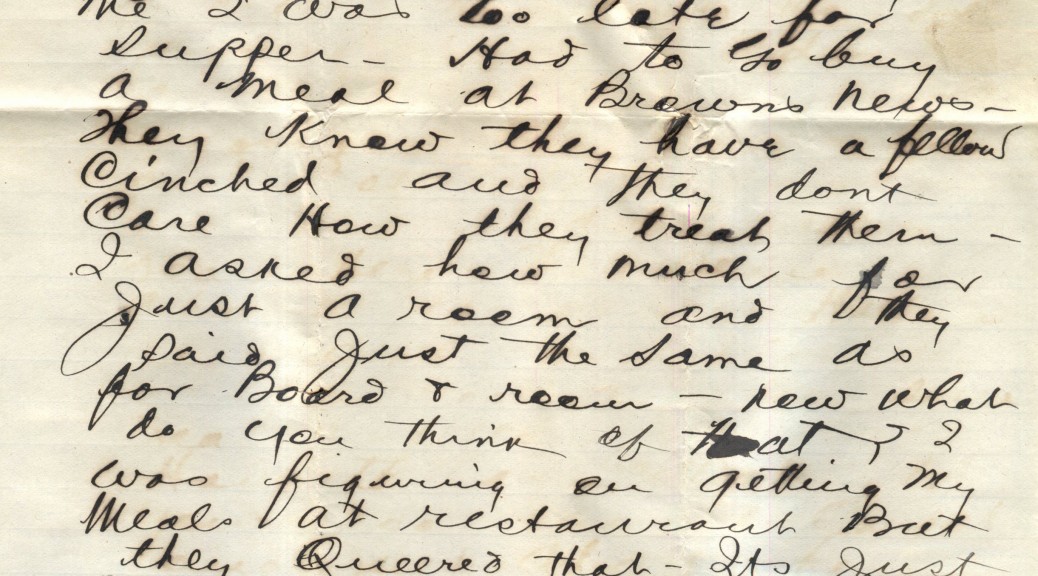 me I was too late for
Supper - Had to go buy
a Meal at Browns News-
They Know they have a fellow
Cinched and they dont
Care How they treat them -
I asked how much for
Just a room and they
said Just the same as
for Board & room - now what
do you think of that ? I
was figuring on getting My
Meals at restaurant But
they Queered that - Its Just